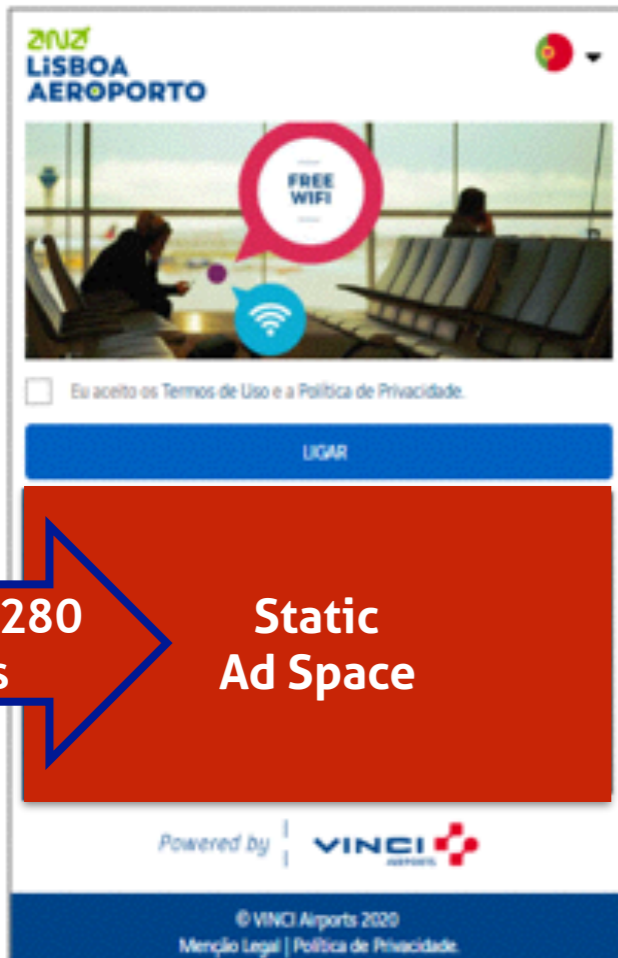 ana
LiSBOA
AEROPORTO
FREE
WIFI
Eu aceito os Termos de Uso e a Política de Privacidade.
LIGAR
280
s
Static
Ad Space
Powered by
VINCI
AIRPORTS
© VINCI Airports 2020
Menção Legal | Política de Privacidade.